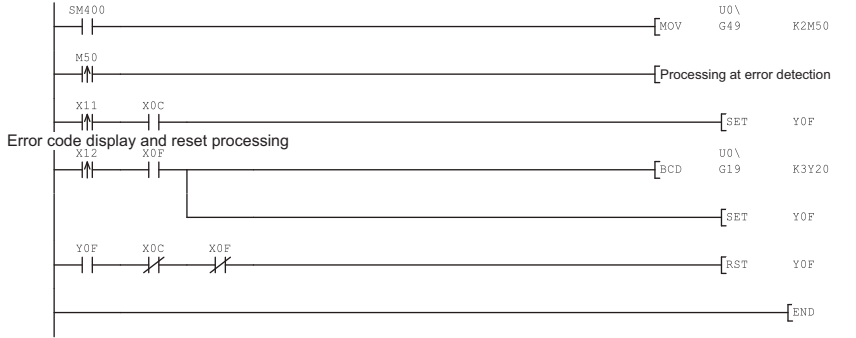 SM400 U0\
MOV G49 K2M50
M50
Processing at error detection
X11 X0C
SET Y0F
Error code display and reset processing
X12 X0F U0\
BCD G19 K3Y20
SET Y0F
Y0F X0C X0F
RST Y0F
END